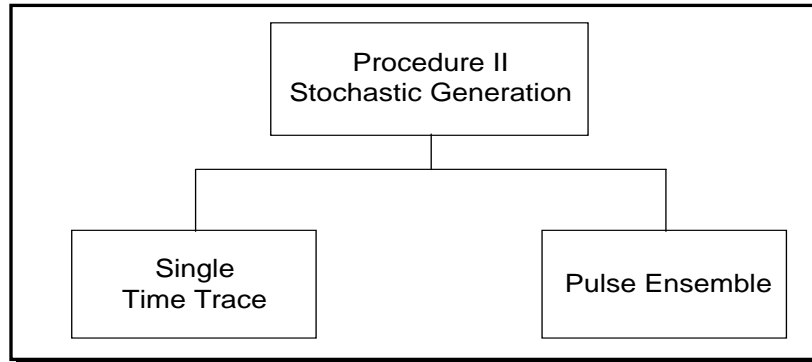 Procedure II
Stochastic Generation
Single
Time Trace
Pulse Ensemble